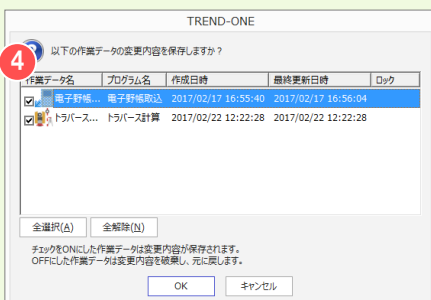 TREND-ONE
以下の作業データの変更内容を保存しますか？
4
作業データ名 プログラム名 作成日時 最終更新日時 ロック
電子野帳... 電子野帳取込 2017/02/17 16:55:40 2017/02/17 16:56:04
トラバース... トラバース計算 2017/02/22 12:22:28 2017/02/22 12:22:28
全選択(A) 全解除(N)
チェックをONにした作業データは変更内容が保存されます。
OFFにした作業データは変更内容を破棄し、元に戻します。
OK キャンセル